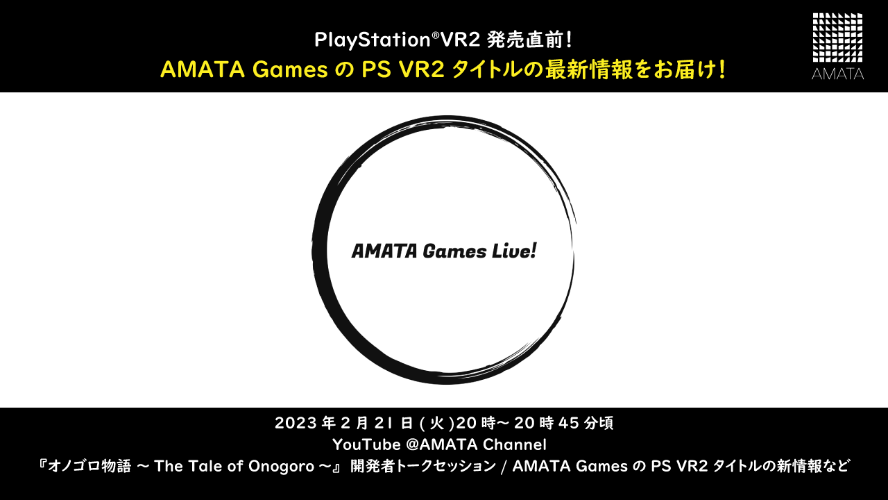 PlayStation®VR2 発売直前!
AMATA Games の PS VR2 タイトルの最新情報をお届け!
AMATA
AMATA Games Live!
2023 年 2 月 21 日 ( 火 )20 時～ 20 時 45 分頃
YouTube @AMATA Channel
『オノゴロ物語 ～ The Tale of Onogoro ～』 開発者トークセッション / AMATA Games の PS VR2 タイトルの新情報など